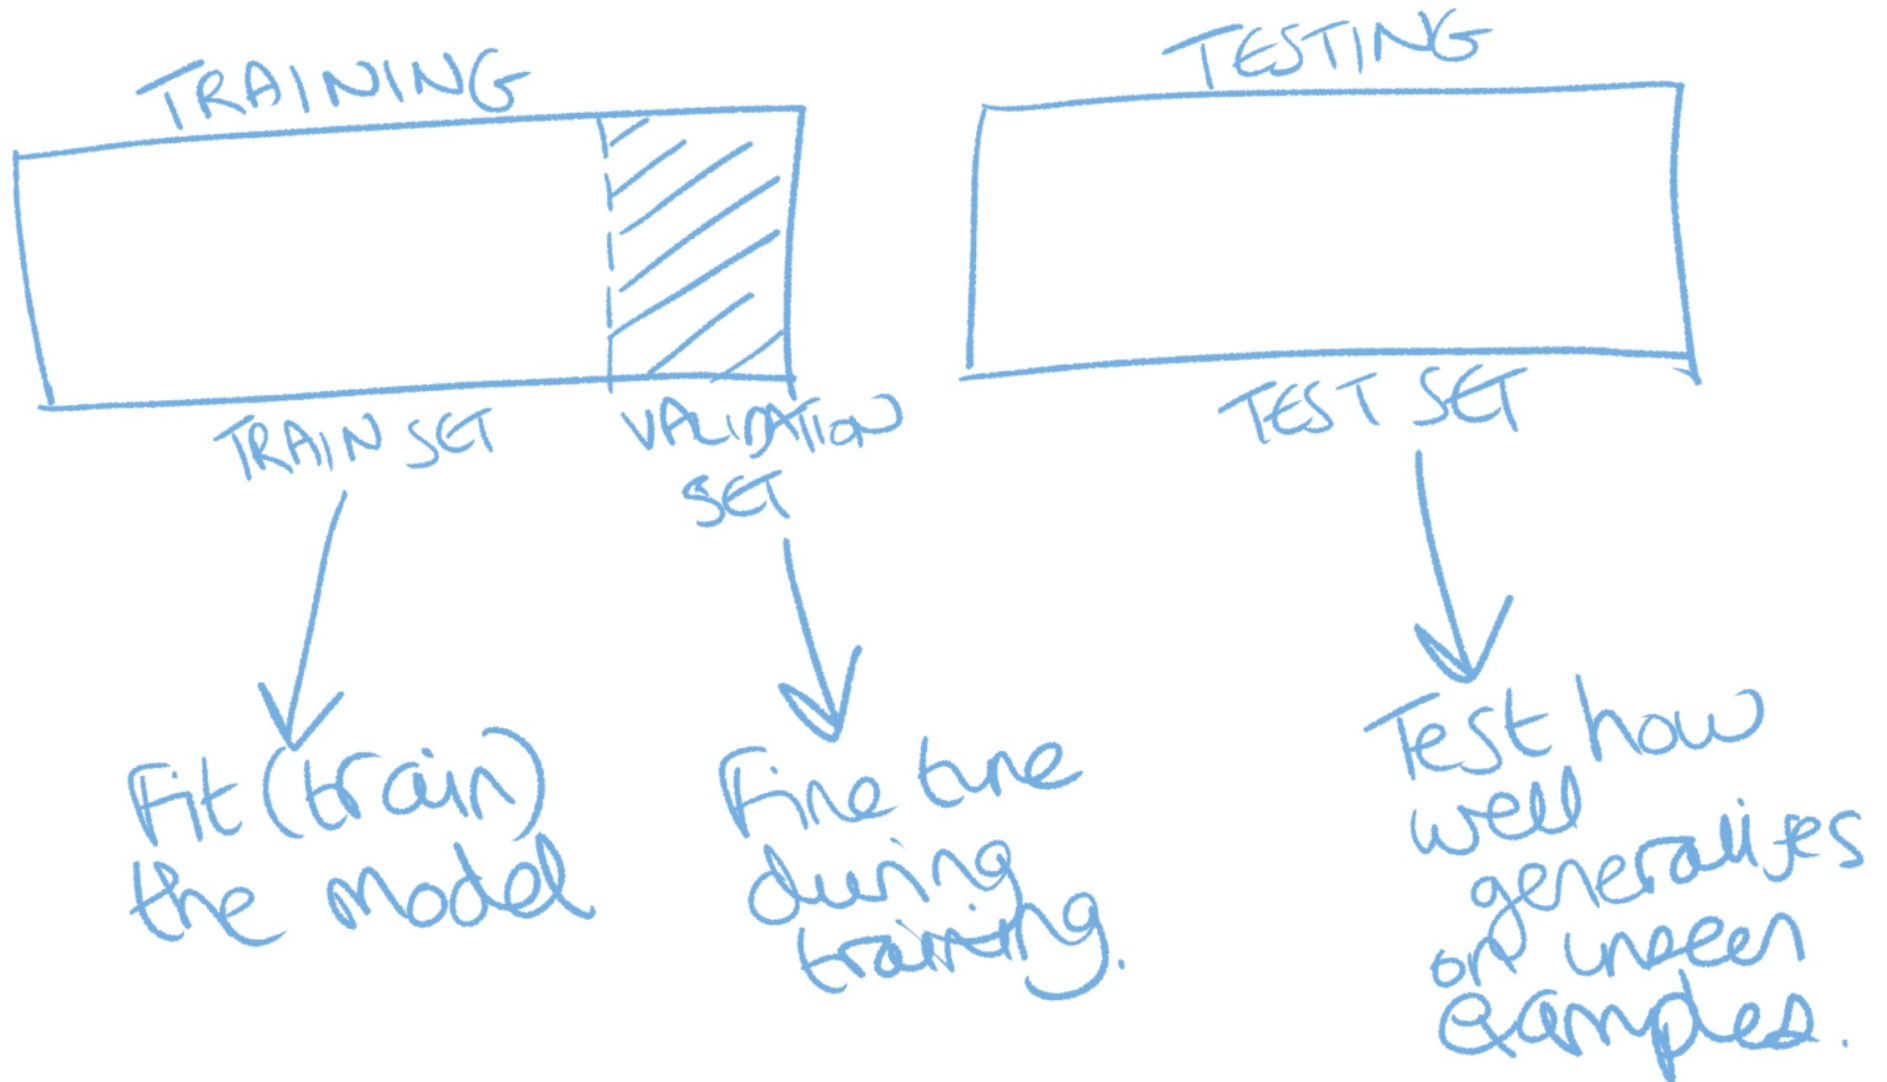 TRAINING
TESTING
TRAIN SET
VALIDATION
SET
TEST SET
Fit (train)
the model
Fine tune
during
training.
Test how
well
generalizes
on unseen
examples.